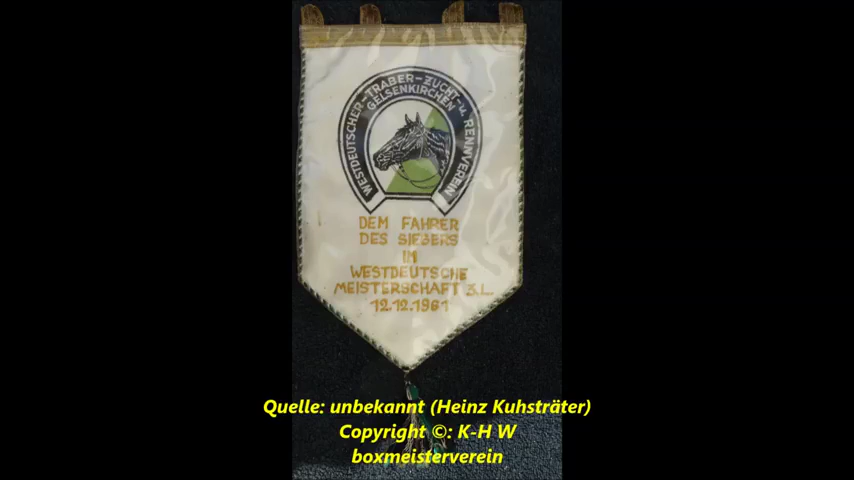 WESTDEUTSCHER-TRABER-ZUCHT-u. RENNVEREIN
GELSENKIRCHEN
DEM FAHRER
DES SIEGERS
IM
WESTDEUTSCHE
MEISTERSCHAFT 3.L.
12.12.1961
Quelle: unbekannt (Heinz Kuhsträter)
Copyright ©: K-H W
boxmeisterverein